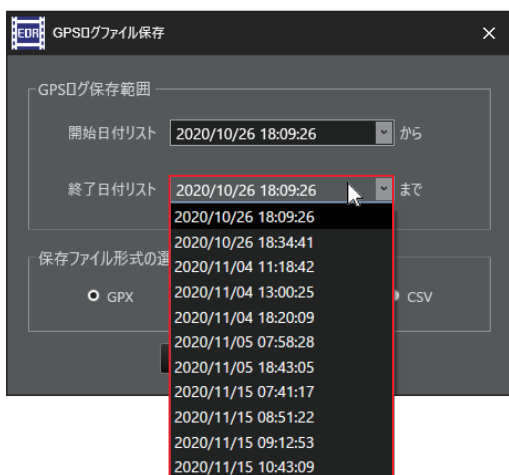 EDR GPSログファイル保存
GPSログ保存範囲
開始日付リスト 2020/10/26 18:09:26 から
終了日付リスト 2020/10/26 18:09:26 まで
2020/10/26 18:09:26
2020/10/26 18:34:41
2020/11/04 11:18:42
保存ファイル形式の選
2020/11/04 13:00:25
GPX
CSV
2020/11/04 18:20:09
2020/11/05 07:58:28
2020/11/05 18:43:05
2020/11/15 07:41:17
2020/11/15 08:51:22
2020/11/15 09:12:53
2020/11/15 10:43:09